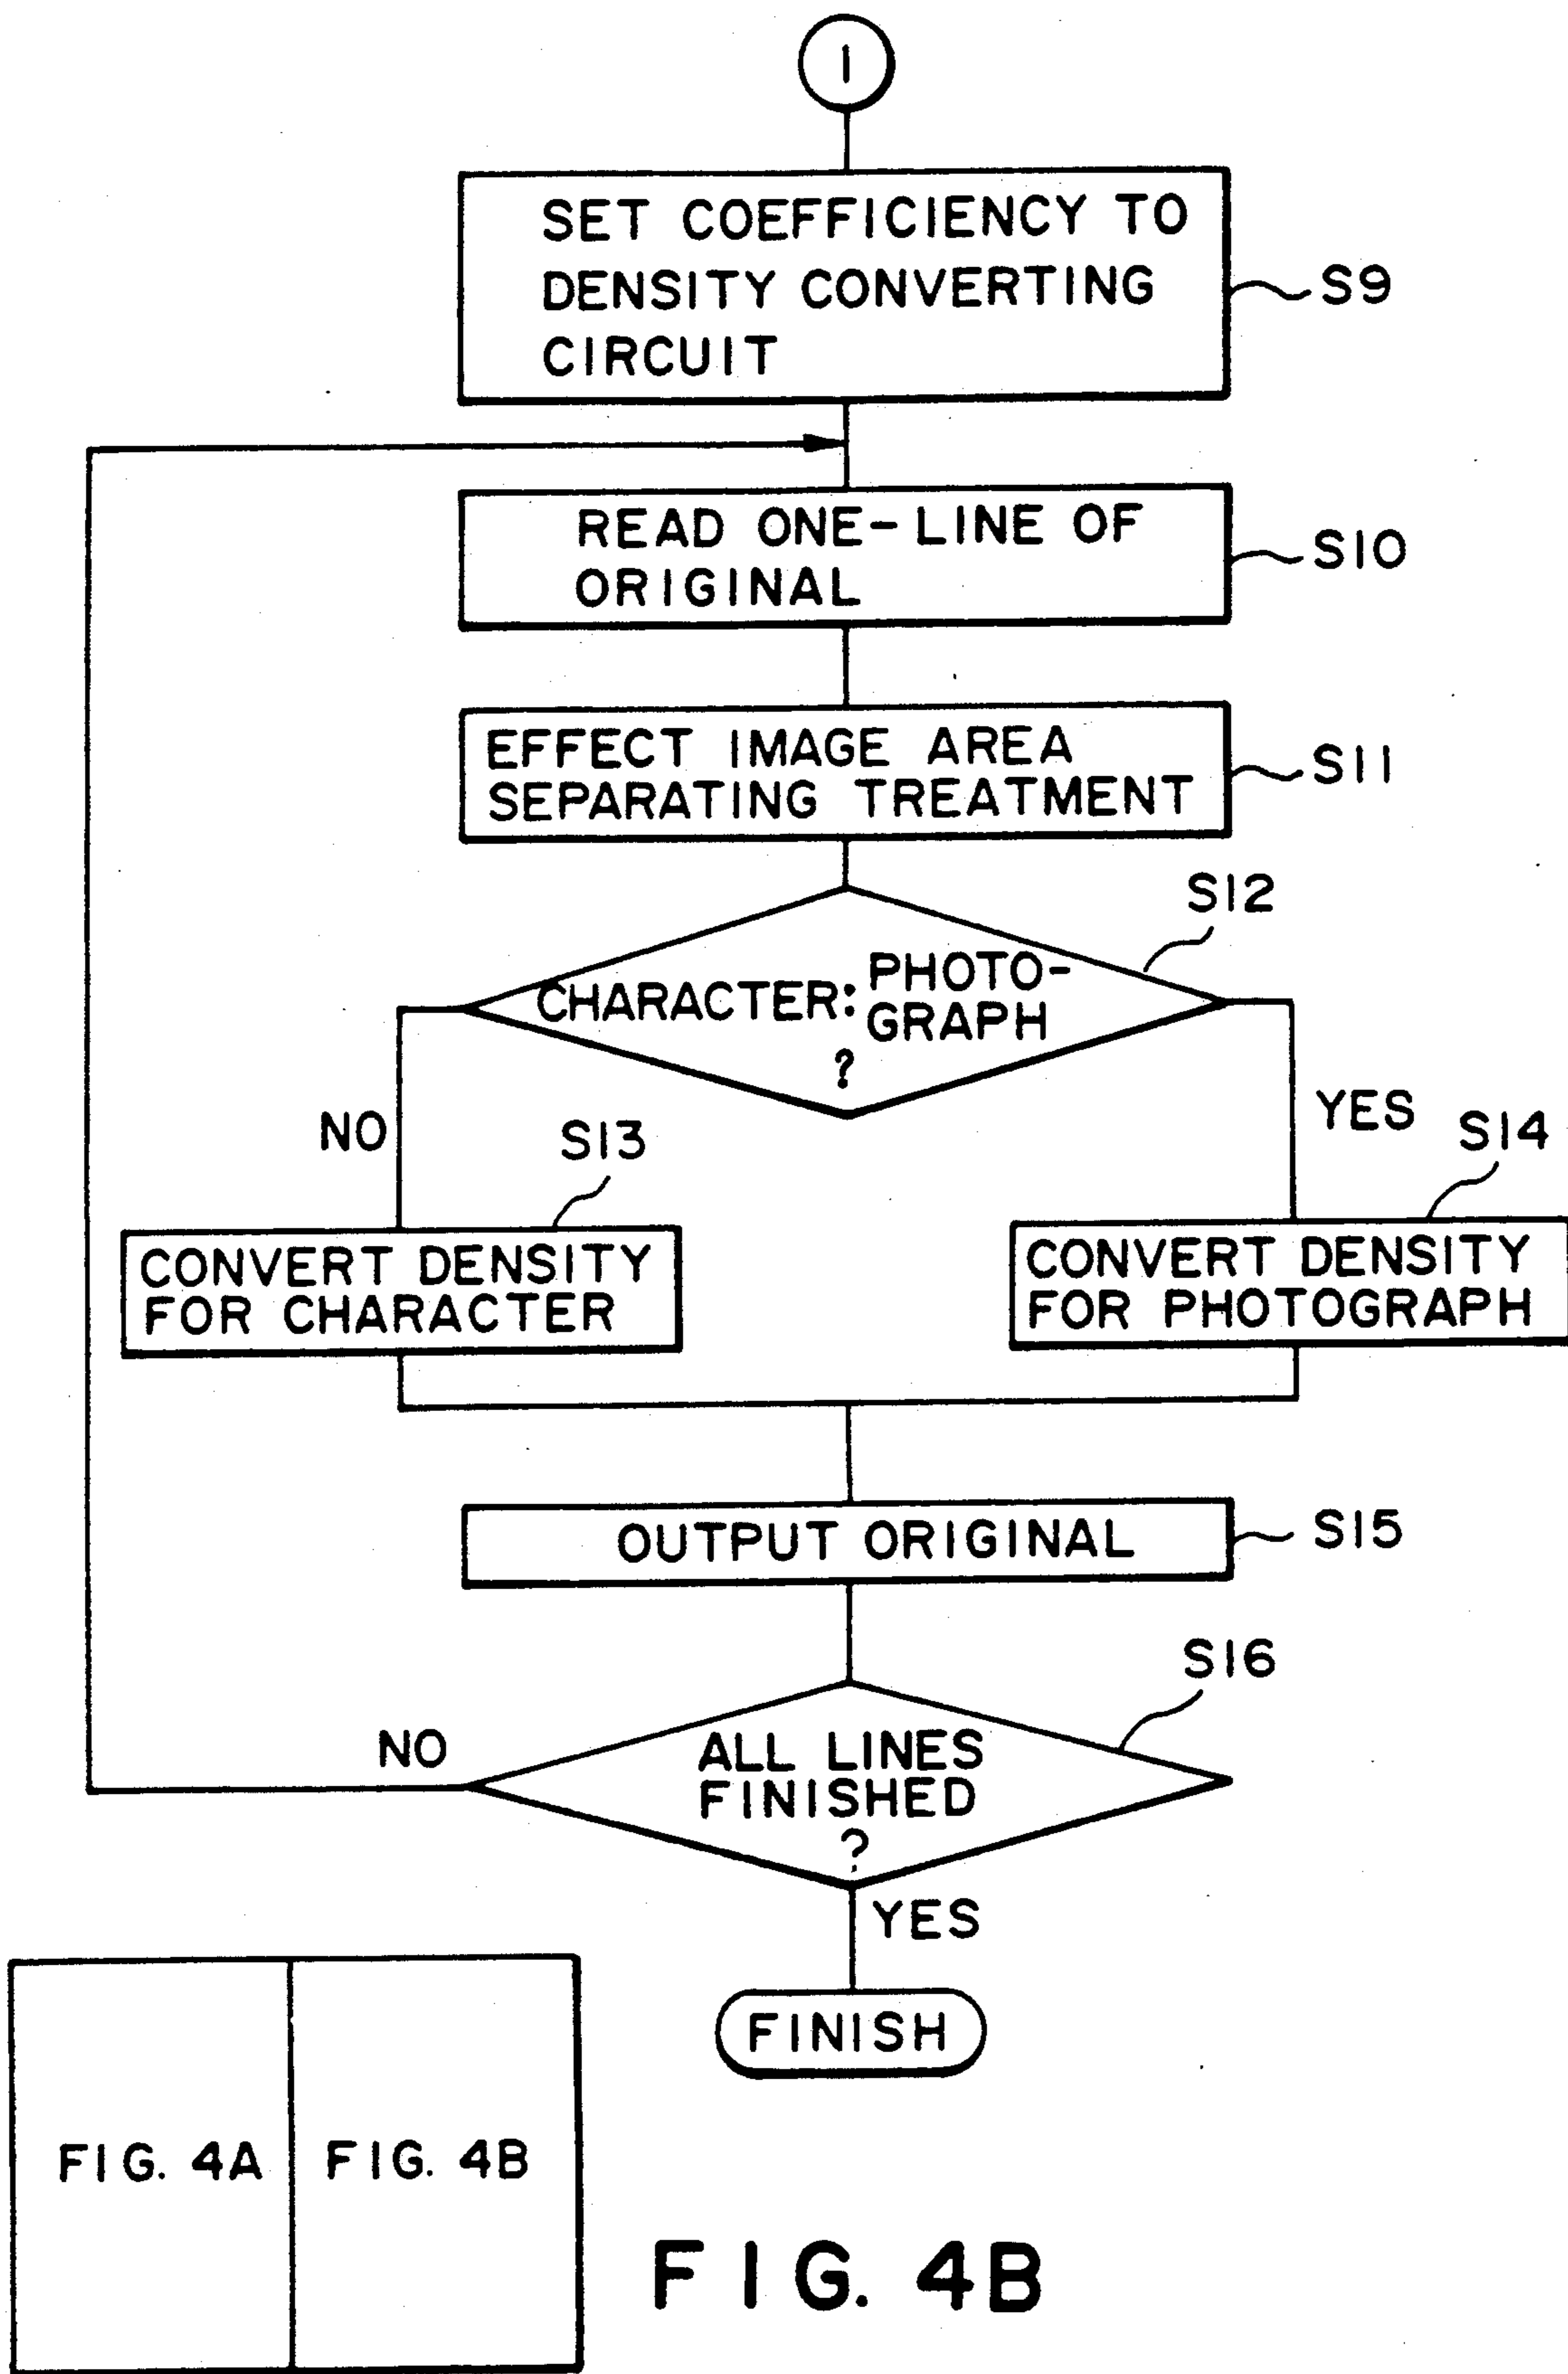 1
SET COEFFICIENCY TO
DENSITY CONVERTING
CIRCUIT
S9
READ ONE-LINE OF
ORIGINAL
S10
EFFECT IMAGE AREA
SEPARATING TREATMENT
S11
S12
CHARACTER: PHOTO-
GRAPH
?
NO
YES
S13
S14
CONVERT DENSITY
FOR CHARACTER
CONVERT DENSITY
FOR PHOTOGRAPH
OUTPUT ORIGINAL
S15
S16
NO
ALL LINES
FINISHED
?
YES
FINISH
FIG. 4A
FIG. 4B
FIG. 4B